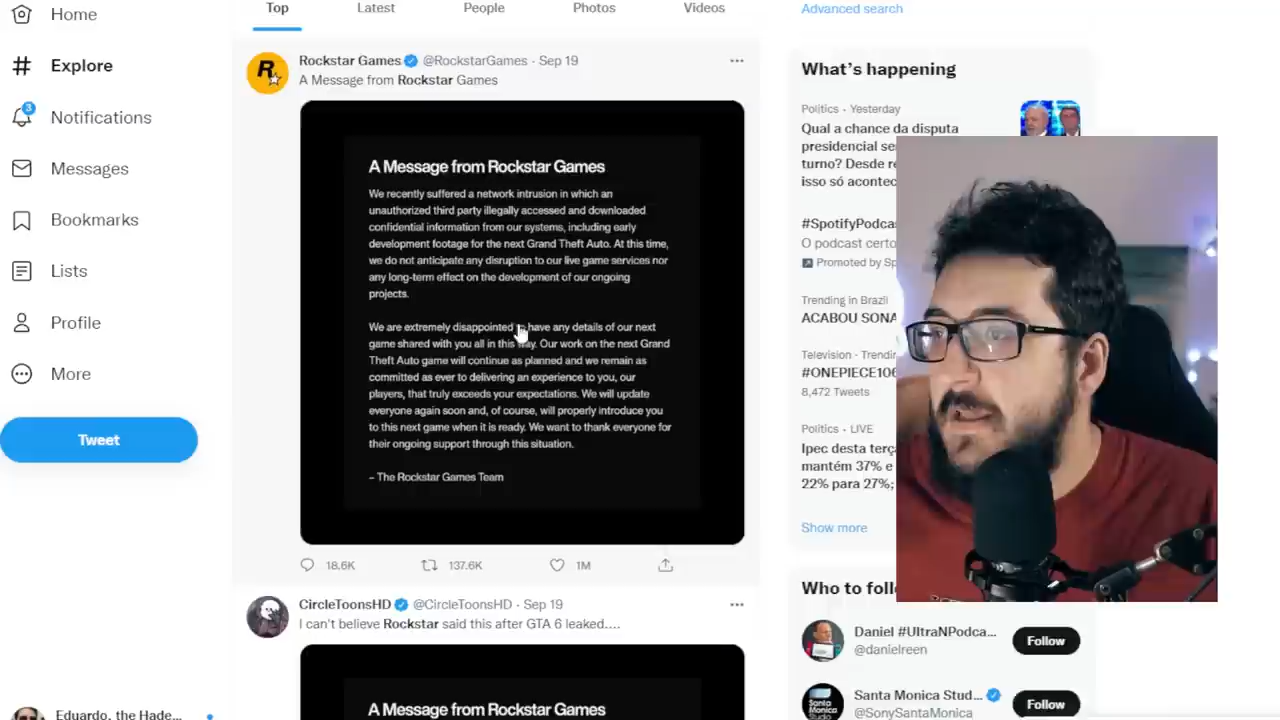 Home
Explore
3
Notifications
Messages
Bookmarks
Lists
Profile
More
Tweet
Eduardo, the Hade...
Top
Latest
People
Photos
Videos
Rockstar Games @RockstarGames · Sep 19
A Message from Rockstar Games
A Message from Rockstar Games
We recently suffered a network intrusion in which an
unauthorized third party illegally accessed and downloaded
confidential information from our systems, including early
development footage for the next Grand Theft Auto. At this time,
we do not anticipate any disruption to our live game services nor
any long-term effect on the development of our ongoing
projects.
We are extremely disappointed to have any details of our next
game shared with you all in this way. Our work on the next Grand
Theft Auto game will continue as planned and we remain as
committed as ever to delivering an experience to you, our
players, that truly exceeds your expectations. We will update
everyone again soon and, of course, will properly introduce you
to this next game when it is ready. We want to thank everyone for
their ongoing support through this situation.
– The Rockstar Games Team
18.6K
137.6K
1M
CircleToonsHD @CircleToonsHD · Sep 19
I can't believe Rockstar said this after GTA 6 leaked....
A Message from Rockstar Games
Advanced search
What's happening
Politics · Yesterday
Qual a chance da disputa
presidencial se
turno? Desde
isso só
#SpotifyPodca
O podcast
Promoted by
Trending in Brazil
ACABOU
Television ·
#ONEPIECE106
8,472 Tweets
Politics · LIVE
Ipec desta
mantém 37% e
22% para 27%;
Show more
Who to
Daniel #UltraNPodca...
@danielreen
Follow
Santa Monica Stud...
@SonySantaMonica
Follow